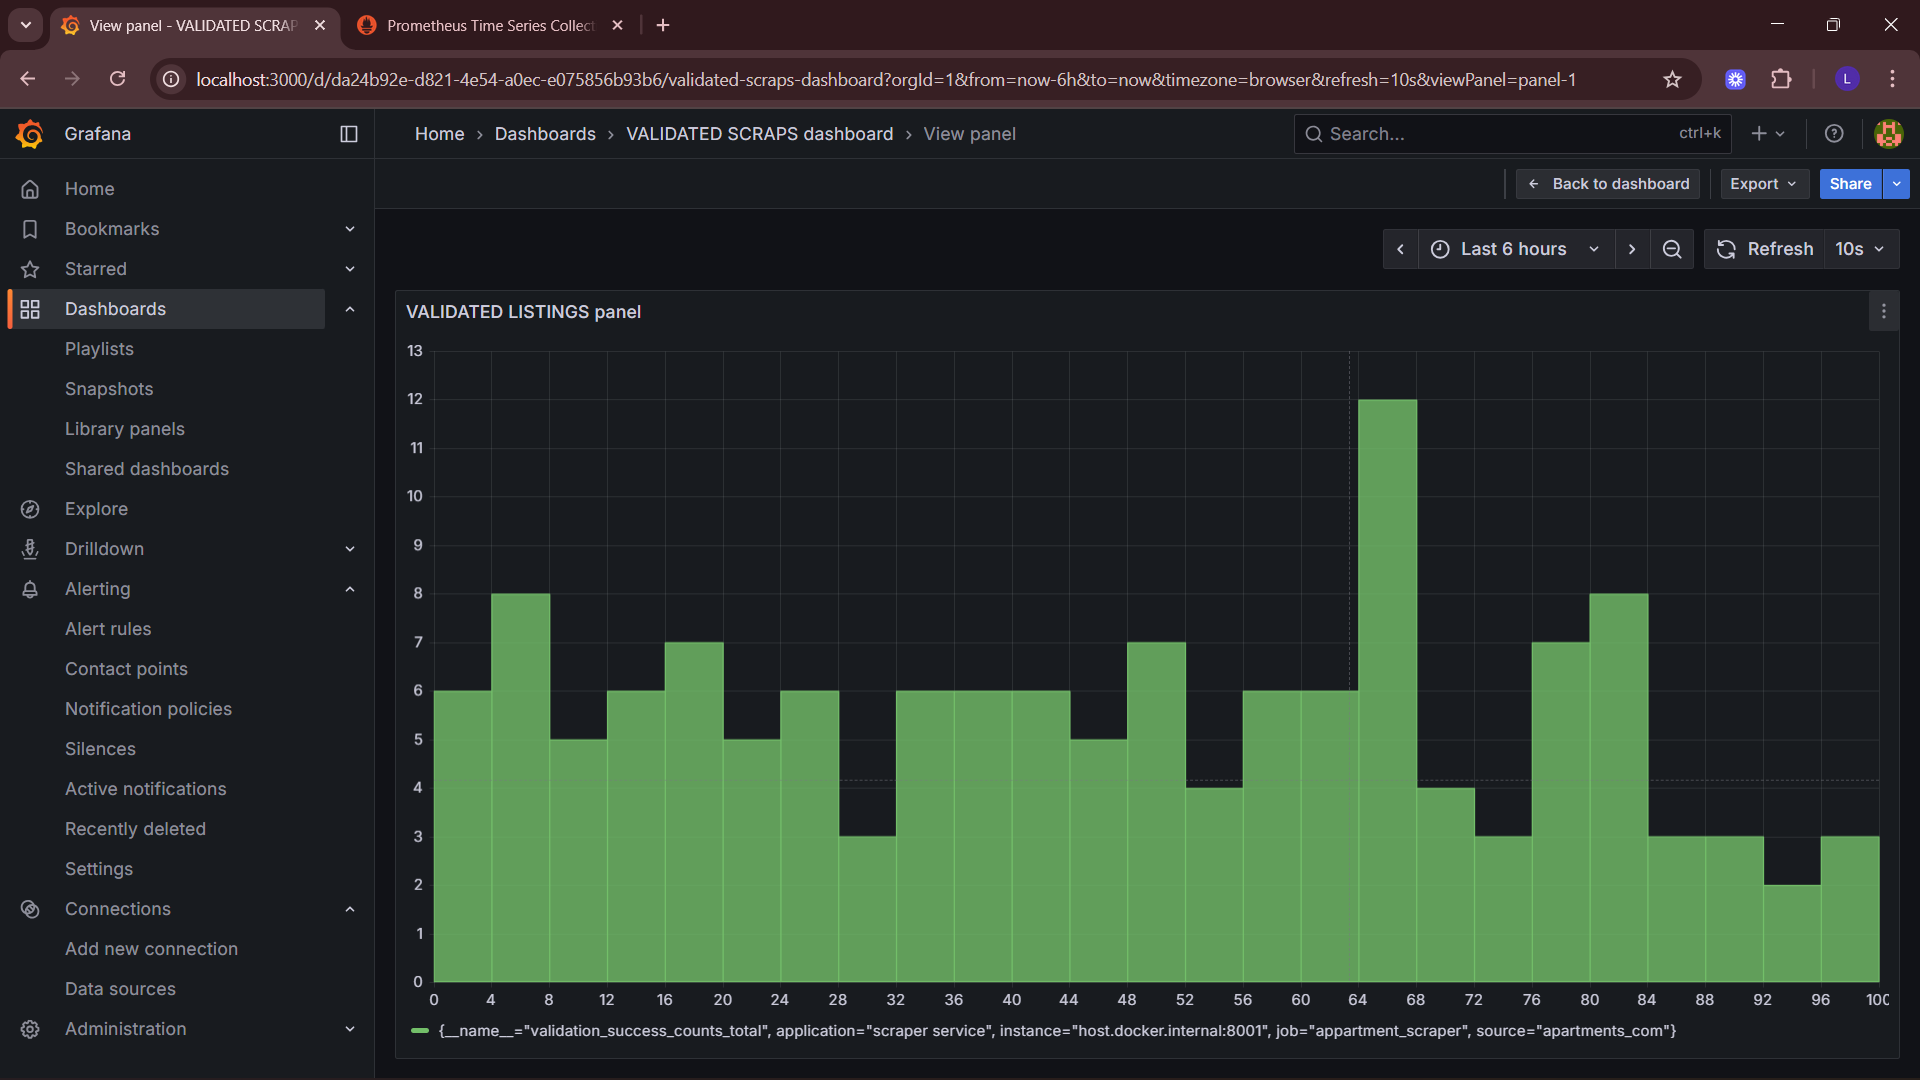 View panel - VALIDATED SCRAP
Prometheus Time Series Collect
localhost:3000/d/da24b92e-d821-4e54-a0ec-e075856b93b6/validated-scraps-dashboard?orgId=1&from=now-6h&to=now&timezone=browser&refresh=10s&viewPanel=panel-1
L
Grafana
Home › Dashboards › VALIDATED SCRAPS dashboard › View panel
Search...
ctrl+k
Back to dashboard
Export
Share
Last 6 hours
Refresh
10s
Home
Bookmarks
Starred
Dashboards
Playlists
Snapshots
Library panels
Shared dashboards
Explore
Drilldown
Alerting
Alert rules
Contact points
Notification policies
Silences
Active notifications
Recently deleted
Settings
Connections
Add new connection
Data sources
Administration
VALIDATED LISTINGS panel
13
12
11
10
9
8
7
6
5
4
3
2
1
0
0 4 8 12 16 20 24 28 32 36 40 44 48 52 56 60 64 68 72 76 80 84 88 92 96 100
{__name__="validation_success_counts_total", application="scraper service", instance="host.docker.internal:8001", job="appartment_scraper", source="apartments_com"}